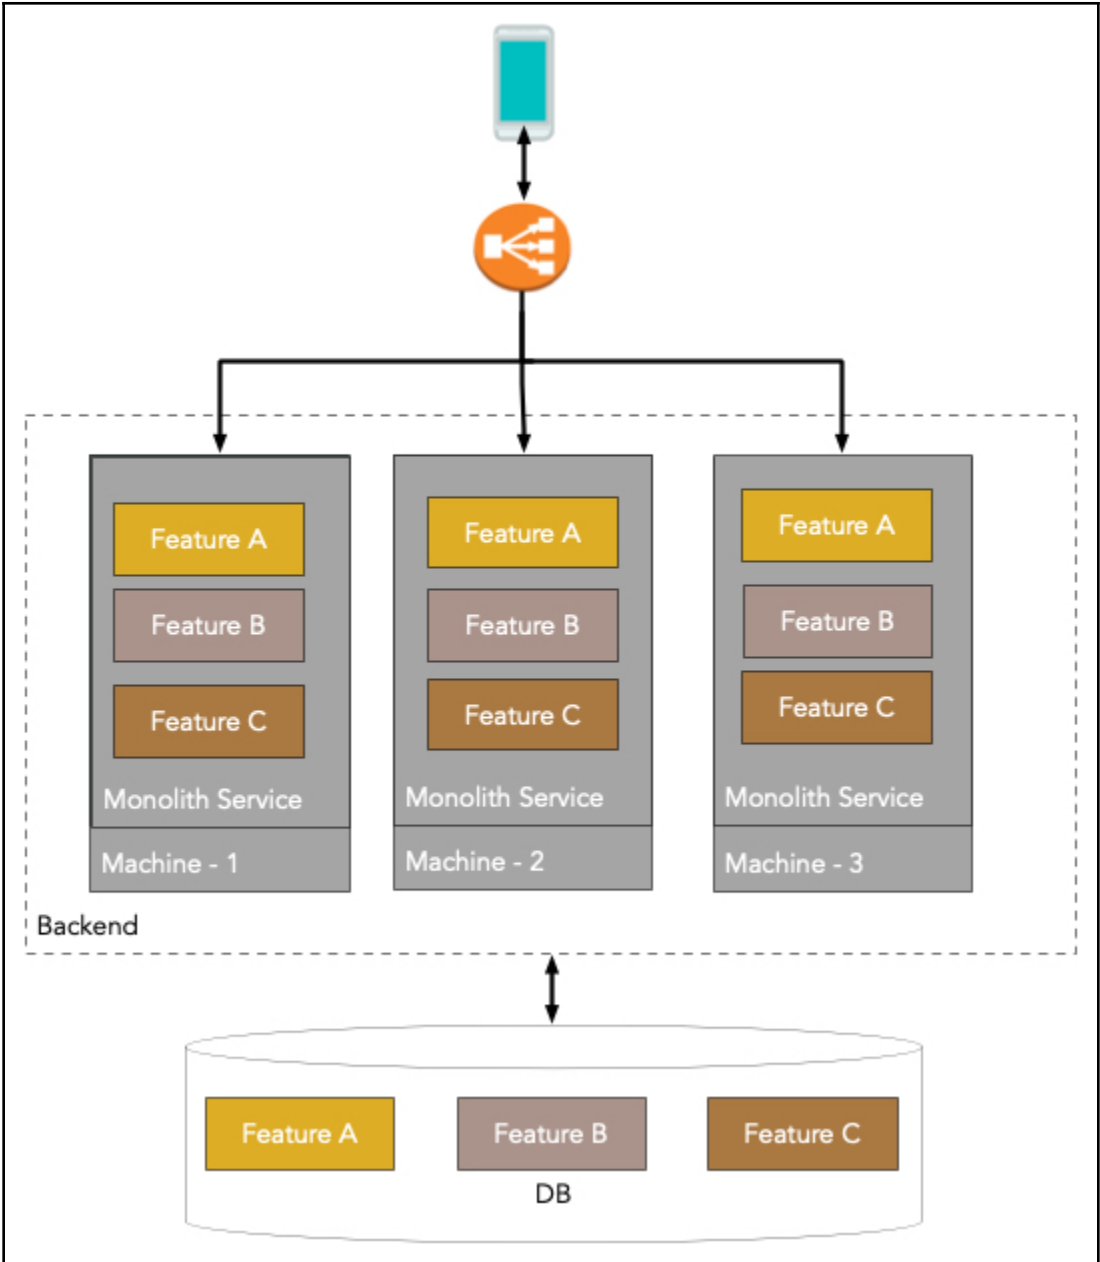 Feature A
Feature B
Feature C
Monolith Service
Machine - 1
Feature A
Feature B
Feature C
Monolith Service
Machine - 2
Feature A
Feature B
Feature C
Monolith Service
Machine - 3
Backend
Feature A
Feature B
Feature C
DB